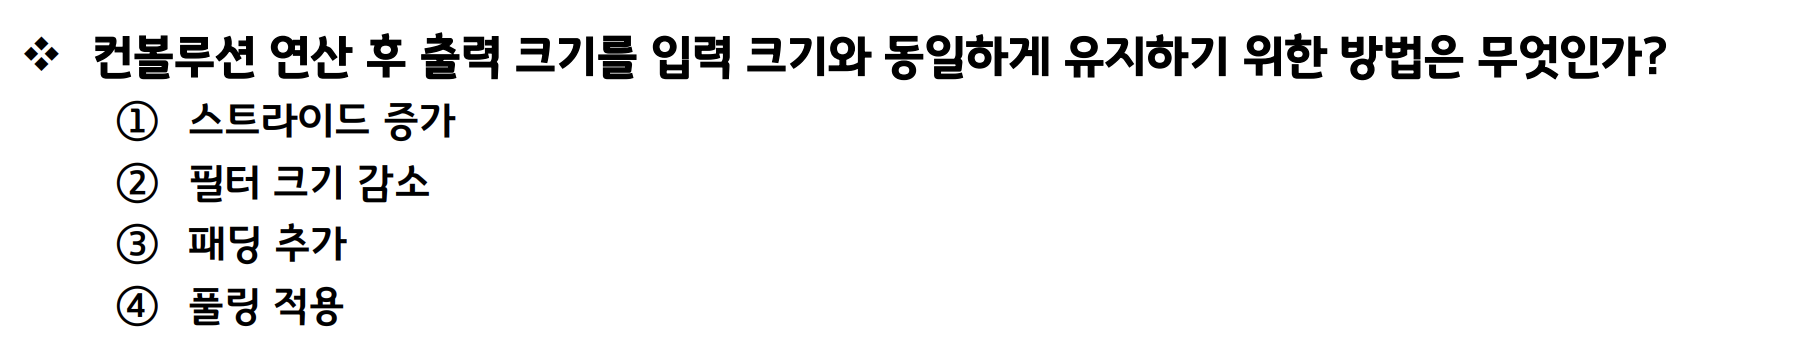 ❖ 컨볼루션 연산 후 출력 크기를 입력 크기와 동일하게 유지하기 위한 방법은 무엇인가?
① 스트라이드 증가
② 필터 크기 감소
③ 패딩 추가
④ 풀링 적용